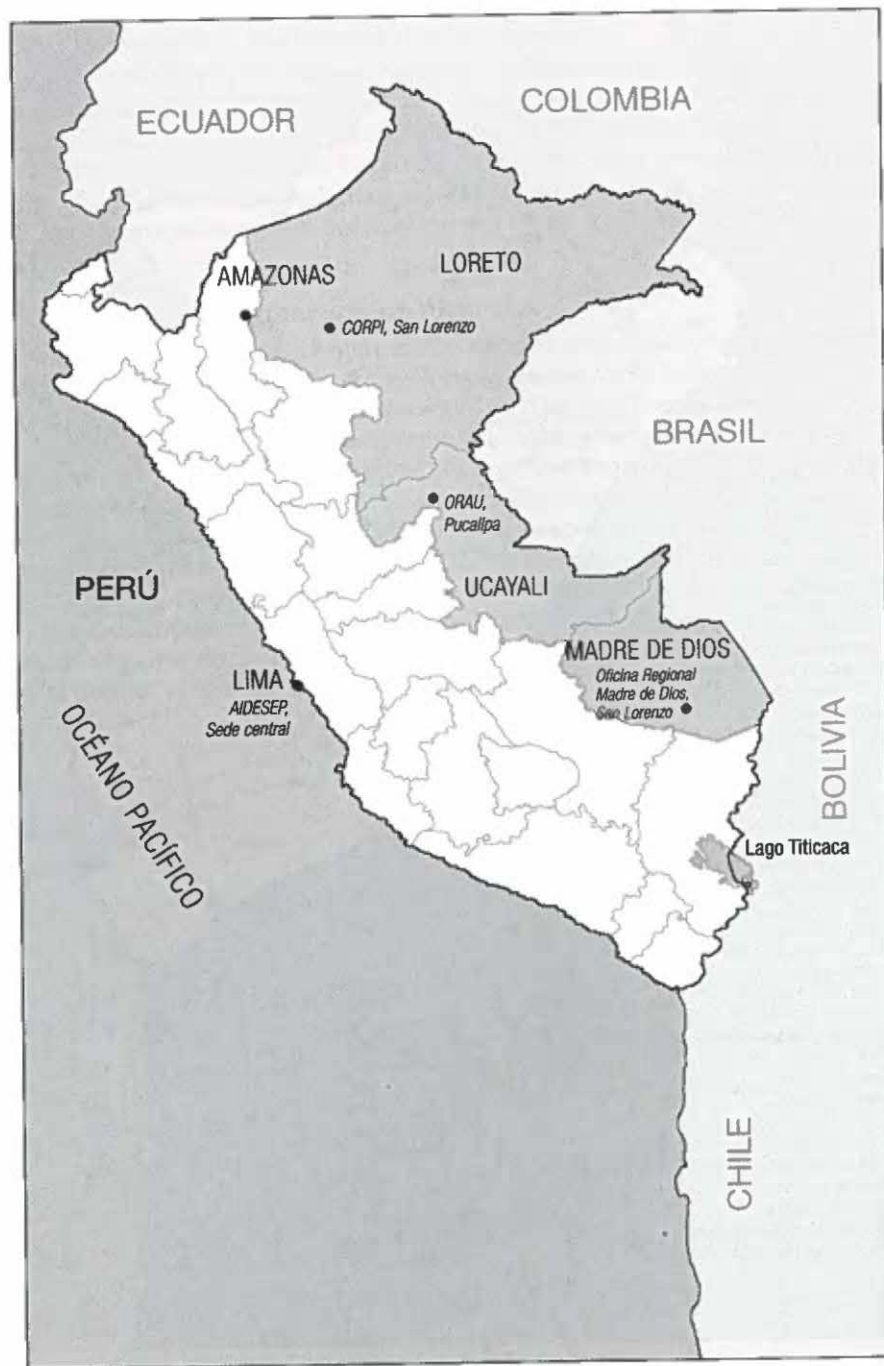 COLOMBIA
ECUADOR
LORETO
AMAZONAS
CORPI, San Lorenzo
BRASIL
ORAU,
Pucallpa
PERÚ
UCAYALI
MADRE DE DIOS
Oficina Regional
Madre de Dios,
San Lorenzo
LIMA
AIDESEP,
Sede central
OCÉANO PACÍFICO
BOLIVIA
Lago Titicaca
CHILE